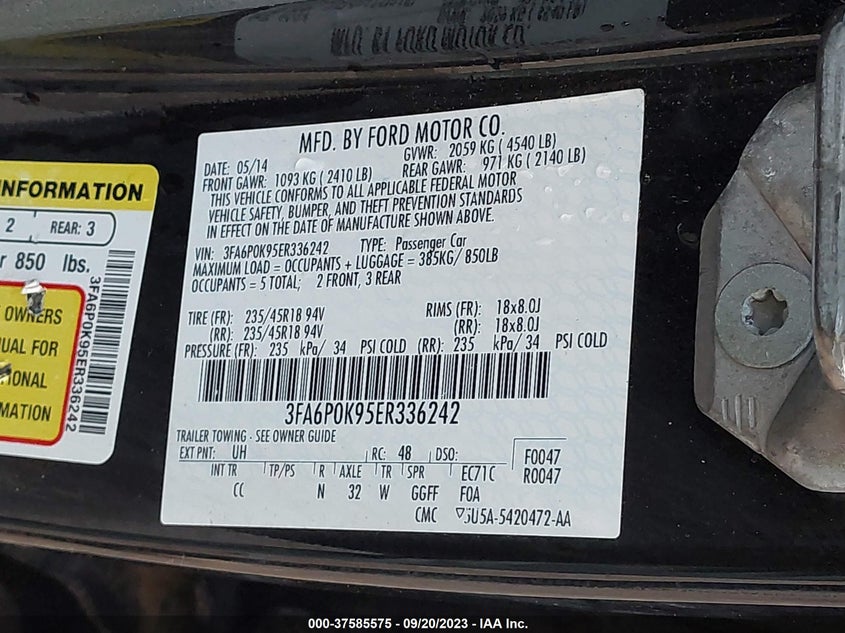 MFD. BY FORD MOTOR CO.
MFD. BY FORD MOTOR CO.
DATE: 05/14 GVWR: 2059 KG ( 4540 LB)
FRONT GAWR: 1093 KG ( 2410 LB) REAR GAWR: 971 KG ( 2140 LB)
THIS VEHICLE CONFORMS TO ALL APPLICABLE FEDERAL MOTOR
VEHICLE SAFETY, BUMPER, AND THEFT PREVENTION STANDARDS
IN EFFECT ON THE DATE OF MANUFACTURE SHOWN ABOVE.
VIN: 3FA6P0K95ER336242 TYPE: Passenger Car
MAXIMUM LOAD = OCCUPANTS + LUGGAGE = 385KG/ 850LB
OCCUPANTS = 5 TOTAL; 2 FRONT, 3 REAR
TIRE (FR): 235/45R18 94V RIMS (FR): 18x8.0J
(RR): 235/45R18 94V (RR): 18x8.0J
PRESSURE (FR): 235 kPa/ 34 PSI COLD (RR): 235 kPa/ 34 PSI COLD
3FA6P0K95ER336242
TRAILER TOWING - SEE OWNER GUIDE
EXT PNT: UH RC: 48 DSO: F0047
INT TR TP/PS R AXLE TR SPR EC71C R0047
CC N 32 W GGFF F0A
CMC 5U5A-5420472-AA
INFORMATION
2 REAR: 3
850 lbs.
3FA6P0K95ER336242
OWNERS
FOR
000-37585575 - 09/20/2023 - IAA Inc.